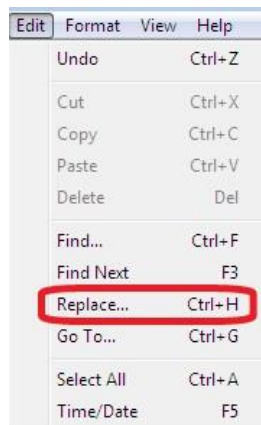 Edit Format View Help
Undo Ctrl+Z
Cut Ctrl+X
Copy Ctrl+C
Paste Ctrl+V
Delete Del
Find... Ctrl+F
Find Next F3
Replace... Ctrl+H
Go To... Ctrl+G
Select All Ctrl+A
Time/Date F5